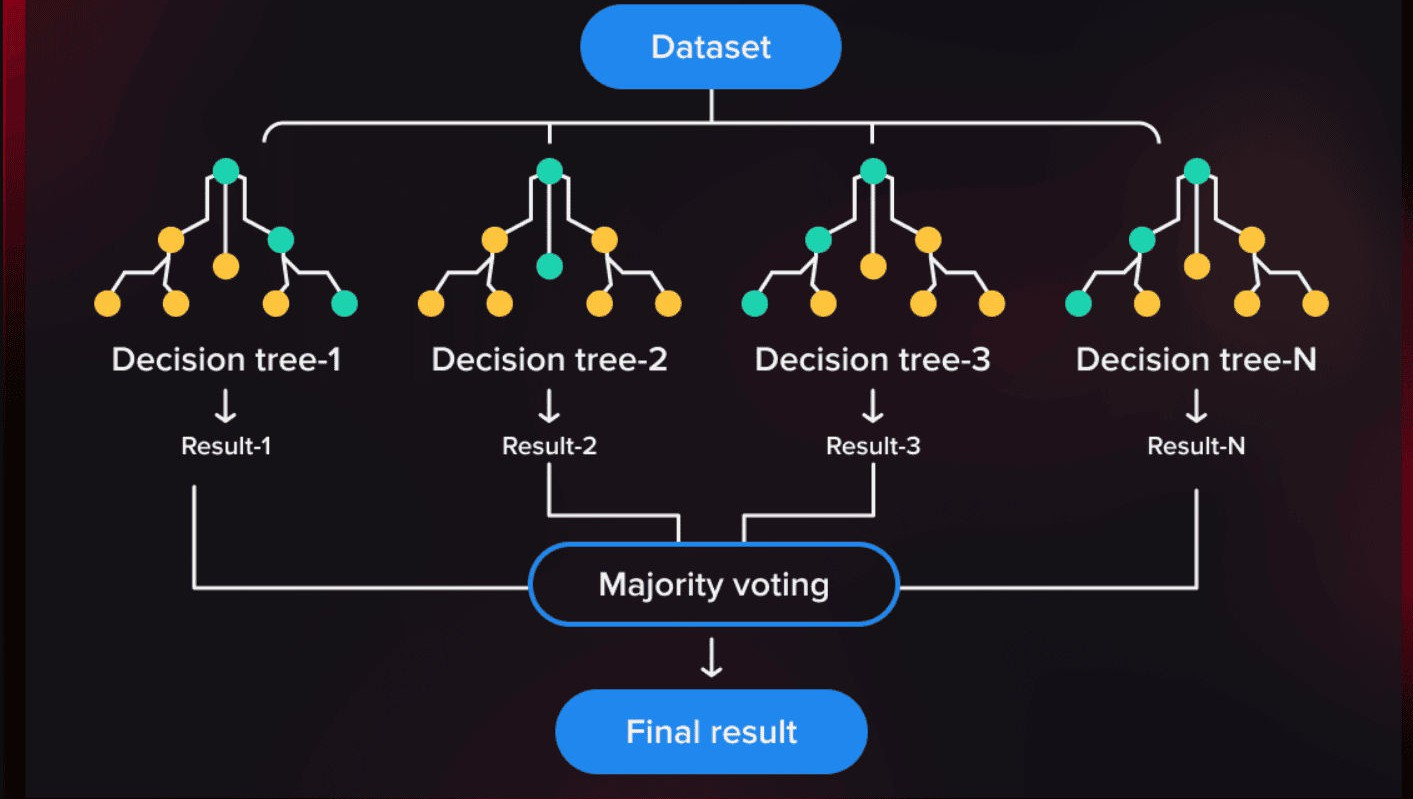 Dataset
Decision tree-1
Decision tree-2
Decision tree-3
Decision tree-N
Result-1
Result-2
Result-3
Result-N
Majority voting
Final result